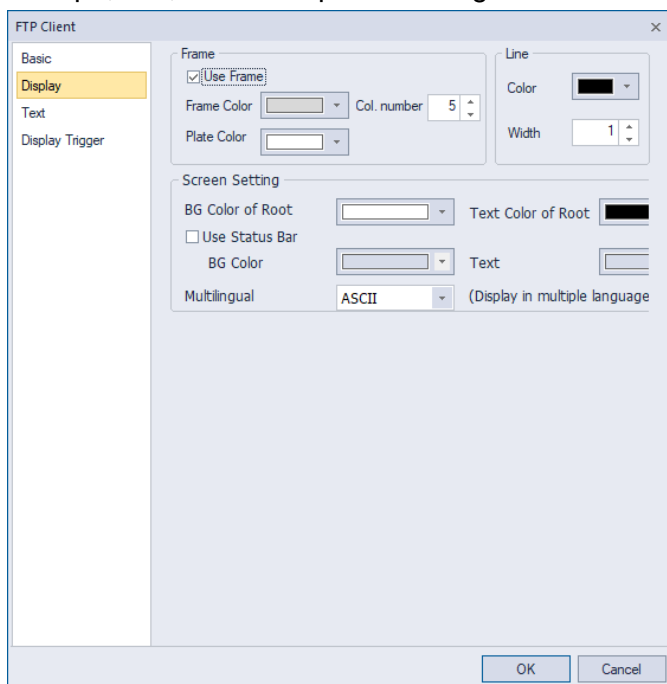 FTP Client
Basic
Display
Text
Display Trigger
Frame
Use Frame
Frame Color
Col. number 5
Plate Color
Line
Color
Width 1
Screen Setting
BG Color of Root
Text Color of Root
Use Status Bar
BG Color
Text
Multilingual ASCII (Display in multiple language
OK Cancel